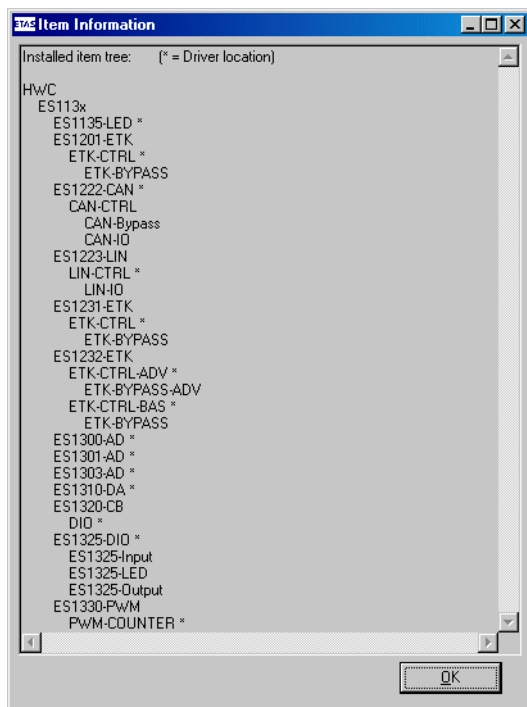 ETAS Item Information
Installed item tree: (* = Driver location)
HWC
ES113x
ES1135-LED *
ES1201-ETK
ETK-CTRL *
ETK-BYPASS
ES1222-CAN *
CAN-CTRL
CAN-Bypass
CAN-IO
ES1223-LIN
LIN-CTRL *
LIN-IO
ES1231-ETK
ETK-CTRL *
ETK-BYPASS
ES1232-ETK
ETK-CTRL-ADV *
ETK-BYPASS-ADV
ETK-CTRL-BAS *
ETK-BYPASS
ES1300-AD *
ES1301-AD *
ES1303-AD *
ES1310-DA *
ES1320-CB
DIO *
ES1325-DIO *
ES1325-Input
ES1325-LED
ES1325-Output
ES1330-PWM
PWM-COUNTER *
OK